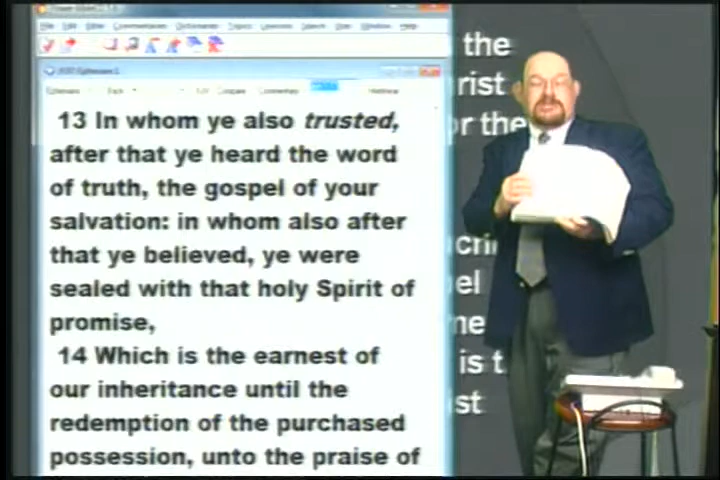 13 In whom ye also trusted,
after that ye heard the word
of truth, the gospel of your
salvation: in whom also after
that ye believed, ye were
sealed with that holy Spirit of
promise,
14 Which is the earnest of
our inheritance until the
redemption of the purchased
possession, unto the praise of
the
rist
or the
cri
el
me
is t
st